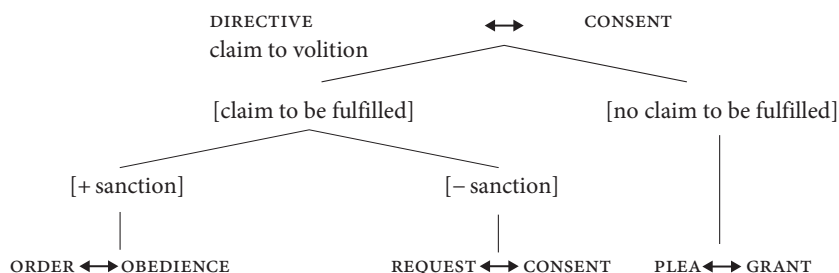 DIRECTIVE ↔ CONSENT
claim to volition
[claim to be fulfilled] [no claim to be fulfilled]
[+ sanction] [− sanction]
ORDER ↔ OBEDIENCE REQUEST ↔ CONSENT PLEA ↔ GRANT